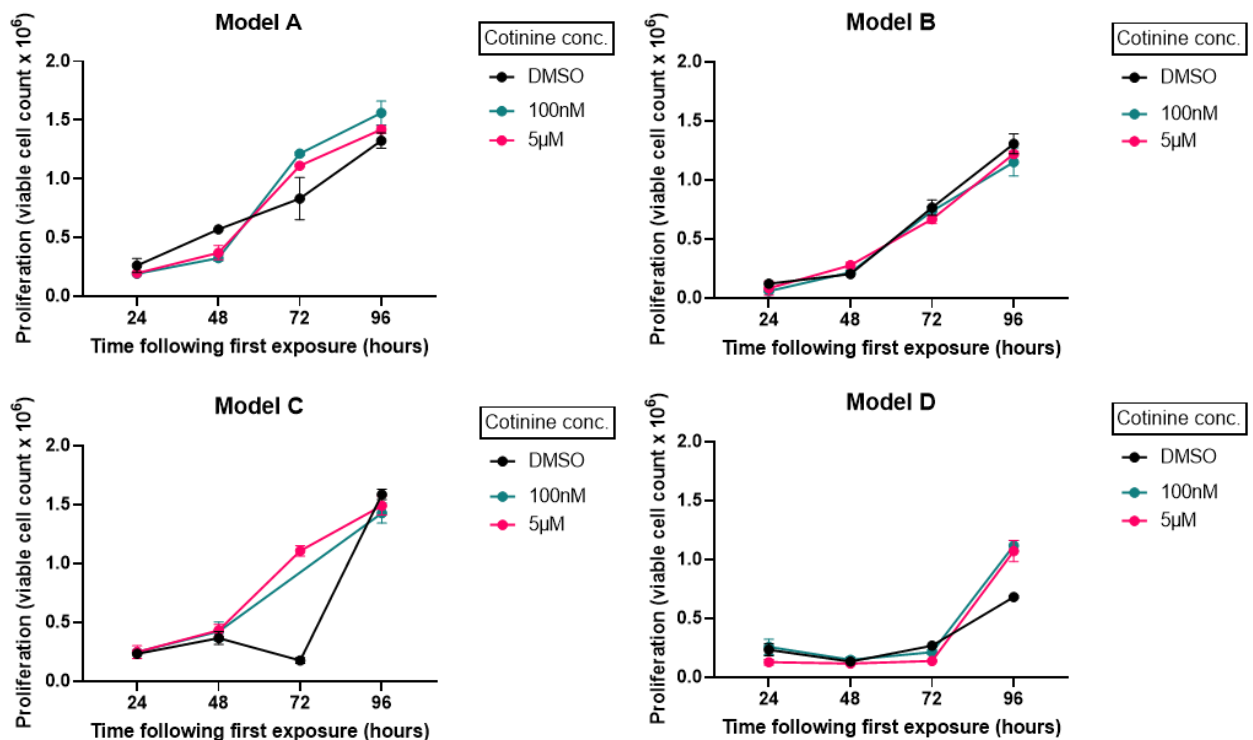 Model A
Proliferation (viable cell count x 10⁶)
2.0
1.5
1.0
0.5
0.0
24 48 72 96
Time following first exposure (hours)
Cotinine conc.
DMSO
100nM
5µM
Model B
Proliferation (viable cell count x 10⁶)
2.0
1.5
1.0
0.5
0.0
24 48 72 96
Time following first exposure (hours)
Cotinine conc.
DMSO
100nM
5µM
Model C
Proliferation (viable cell count x 10⁶)
2.0
1.5
1.0
0.5
0.0
24 48 72 96
Time following first exposure (hours)
Cotinine conc.
DMSO
100nM
5µM
Model D
Proliferation (viable cell count x 10⁶)
2.0
1.5
1.0
0.5
0.0
24 48 72 96
Time following first exposure (hours)
Cotinine conc.
DMSO
100nM
5µM